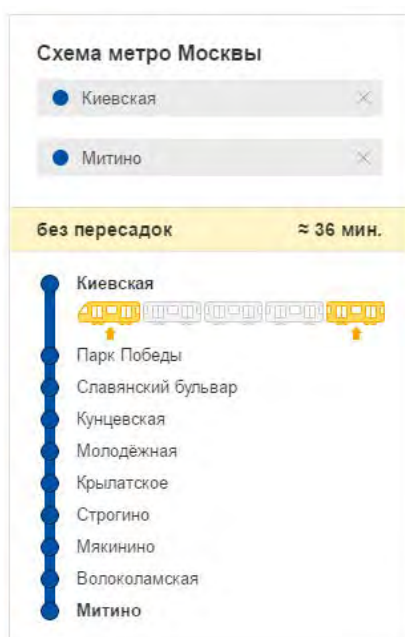 Схема метро Москвы
Киевская
Митино
без пересадок ≈ 36 мин.
Киевская
Парк Победы
Славянский бульвар
Кунцевская
Молодёжная
Крылатское
Строгино
Мякинино
Волоколамская
Митино